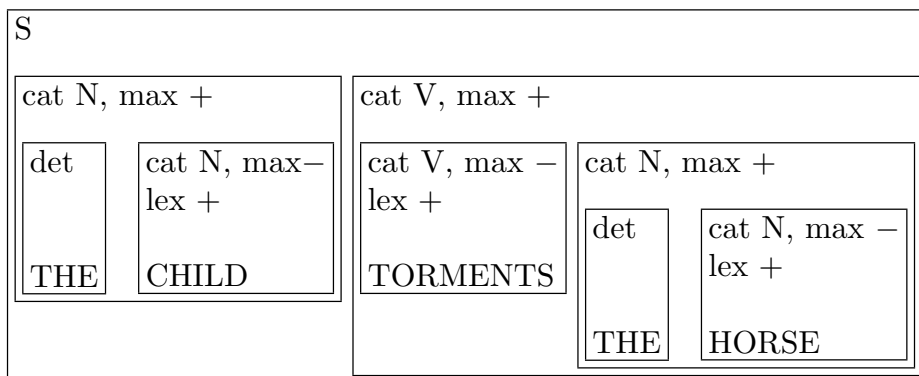 S
cat N, max +
cat V, max +
det
cat N, max−
lex +
cat V, max −
lex +
cat N, max +
det
cat N, max −
lex +
THE
CHILD
TORMENTS
THE
HORSE